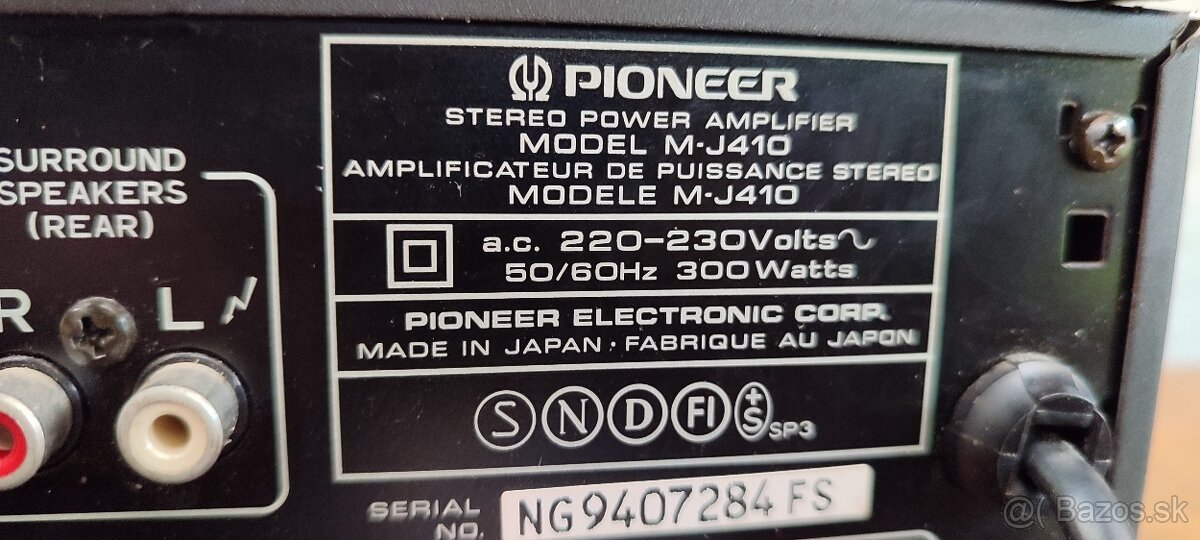 PIONEER
STEREO POWER AMPLIFIER
MODEL M-J410
AMPLIFICATEUR DE PUISSANCE STEREO
MODELE M-J410
a.c. 220-230Volts~
50/60Hz 300Watts
PIONEER ELECTRONIC CORP.
MADE IN JAPAN · FABRIQUE AU JAPON
S N D FI +S SP3
SERIAL NO. NG9407284FS
SURROUND
SPEAKERS
(REAR)
R L
@( Bazos.sk